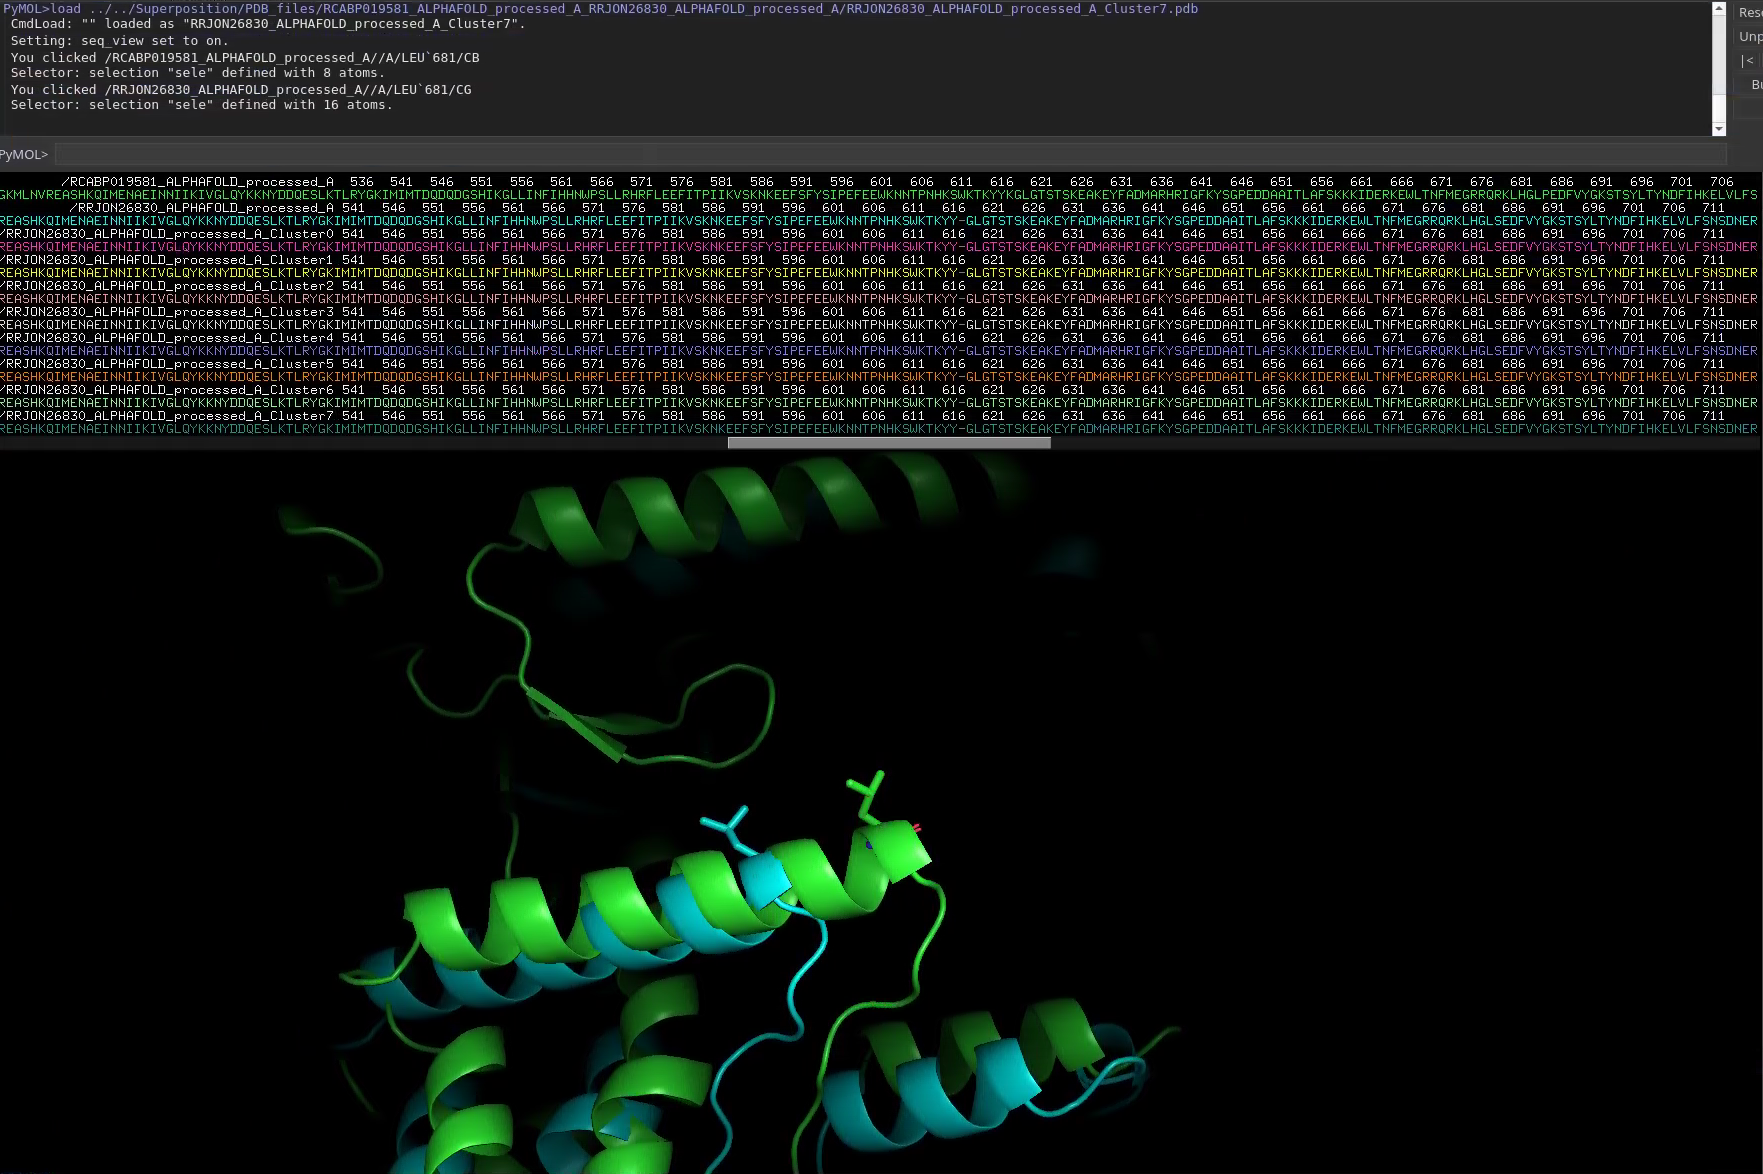 PyMOL>load ../../Superposition/PDB_files/RCABP019581_ALPHAFOLD_processed_A_RRJON26830_ALPHAFOLD_processed_A/RRJON26830_ALPHAFOLD_processed_A_Cluster7.pdb
CmdLoad: "" loaded as "RRJON26830_ALPHAFOLD_processed_A_Cluster7".
Setting: seq_view set to on.
You clicked /RCABP019581_ALPHAFOLD_processed_A//A/LEU`681/CB
Selector: selection "sele" defined with 8 atoms.
You clicked /RRJON26830_ALPHAFOLD_processed_A//A/LEU`681/CG
Selector: selection "sele" defined with 16 atoms.
Rese
Unp
|<
Bu
PyMOL>
/RCABP019581_ALPHAFOLD_processed_A 536 541 546 551 556 561 566 571 576 581 586 591 596 601 606 611 616 621 626 631 636 641 646 651 656 661 666 671 676 681 686 691 696 701 706
GKMLNVREASHKQIMENAEINNIIKIVGLQYKKNYDDQESLKTLRYGKIMIMTDQDQDGSHIKGLLINFIHHNWPSLLRHRFLEEFITPIIKVSKNKEEFSFYSIPEFEEWKNNTPNHKSWKTKYYKGLGTSTSKEAKEYFADMARHRIGFKYSGPEDDAAITLAFSKKKIDERKEWLTNFMEGRRQRKLHGLPEDFVYGKSTSYLTYNDFIHKELVLFS
/RRJON26830_ALPHAFOLD_processed_A 541 546 551 556 561 566 571 576 581 586 591 596 601 606 611 616 621 626 631 636 641 646 651 656 661 666 671 676 681 686 691 696 701 706 711
REASHKQIMENAEINNIIKIVGLQYKKNYDDQESLKTLRYGKIMIMTDQDQDGSHIKGLLINFIHHNWPSLLRHRFLEEFITPIIKVSKNKEEFSFYSIPEFEEWKNNTPNHKSWKTKYY-GLGTSTSKEAKEYFADMARHRIGFKYSGPEDDAAITLAFSKKKIDERKEWLTNFMEGRRQRKLHGLSEDFVYGKSTSYLTYNDFIHKELVLFSNSDNER
/RRJON26830_ALPHAFOLD_processed_A_Cluster0 541 546 551 556 561 566 571 576 581 586 591 596 601 606 611 616 621 626 631 636 641 646 651 656 661 666 671 676 681 686 691 696 701 706 711
REASHKQIMENAEINNIIKIVGLQYKKNYDDQESLKTLRYGKIMIMTDQDQDGSHIKGLLINFIHHNWPSLLRHRFLEEFITPIIKVSKNKEEFSFYSIPEFEEWKNNTPNHKSWKTKYY-GLGTSTSKEAKEYFADMARHRIGFKYSGPEDDAAITLAFSKKKIDERKEWLTNFMEGRRQRKLHGLSEDFVYGKSTSYLTYNDFIHKELVLFSNSDNER
/RRJON26830_ALPHAFOLD_processed_A_Cluster1 541 546 551 556 561 566 571 576 581 586 591 596 601 606 611 616 621 626 631 636 641 646 651 656 661 666 671 676 681 686 691 696 701 706 711
REASHKQIMENAEINNIIKIVGLQYKKNYDDQESLKTLRYGKIMIMTDQDQDGSHIKGLLINFIHHNWPSLLRHRFLEEFITPIIKVSKNKEEFSFYSIPEFEEWKNNTPNHKSWKTKYY-GLGTSTSKEAKEYFADMARHRIGFKYSGPEDDAAITLAFSKKKIDERKEWLTNFMEGRRQRKLHGLSEDFVYGKSTSYLTYNDFIHKELVLFSNSDNER
/RRJON26830_ALPHAFOLD_processed_A_Cluster2 541 546 551 556 561 566 571 576 581 586 591 596 601 606 611 616 621 626 631 636 641 646 651 656 661 666 671 676 681 686 691 696 701 706 711
REASHKQIMENAEINNIIKIVGLQYKKNYDDQESLKTLRYGKIMIMTDQDQDGSHIKGLLINFIHHNWPSLLRHRFLEEFITPIIKVSKNKEEFSFYSIPEFEEWKNNTPNHKSWKTKYY-GLGTSTSKEAKEYFADMARHRIGFKYSGPEDDAAITLAFSKKKIDERKEWLTNFMEGRRQRKLHGLSEDFVYGKSTSYLTYNDFIHKELVLFSNSDNER
/RRJON26830_ALPHAFOLD_processed_A_Cluster3 541 546 551 556 561 566 571 576 581 586 591 596 601 606 611 616 621 626 631 636 641 646 651 656 661 666 671 676 681 686 691 696 701 706 711
REASHKQIMENAEINNIIKIVGLQYKKNYDDQESLKTLRYGKIMIMTDQDQDGSHIKGLLINFIHHNWPSLLRHRFLEEFITPIIKVSKNKEEFSFYSIPEFEEWKNNTPNHKSWKTKYY-GLGTSTSKEAKEYFADMARHRIGFKYSGPEDDAAITLAFSKKKIDERKEWLTNFMEGRRQRKLHGLSEDFVYGKSTSYLTYNDFIHKELVLFSNSDNER
/RRJON26830_ALPHAFOLD_processed_A_Cluster4 541 546 551 556 561 566 571 576 581 586 591 596 601 606 611 616 621 626 631 636 641 646 651 656 661 666 671 676 681 686 691 696 701 706 711
REASHKQIMENAEINNIIKIVGLQYKKNYDDQESLKTLRYGKIMIMTDQDQDGSHIKGLLINFIHHNWPSLLRHRFLEEFITPIIKVSKNKEEFSFYSIPEFEEWKNNTPNHKSWKTKYY-GLGTSTSKEAKEYFADMARHRIGFKYSGPEDDAAITLAFSKKKIDERKEWLTNFMEGRRQRKLHGLSEDFVYGKSTSYLTYNDFIHKELVLFSNSDNER
/RRJON26830_ALPHAFOLD_processed_A_Cluster5 541 546 551 556 561 566 571 576 581 586 591 596 601 606 611 616 621 626 631 636 641 646 651 656 661 666 671 676 681 686 691 696 701 706 711
REASHKQIMENAEINNIIKIVGLQYKKNYDDQESLKTLRYGKIMIMTDQDQDGSHIKGLLINFIHHNWPSLLRHRFLEEFITPIIKVSKNKEEFSFYSIPEFEEWKNNTPNHKSWKTKYY-GLGTSTSKEAKEYFADMARHRIGFKYSGPEDDAAITLAFSKKKIDERKEWLTNFMEGRRQRKLHGLSEDFVYGKSTSYLTYNDFIHKELVLFSNSDNER
/RRJON26830_ALPHAFOLD_processed_A_Cluster6 541 546 551 556 561 566 571 576 581 586 591 596 601 606 611 616 621 626 631 636 641 646 651 656 661 666 671 676 681 686 691 696 701 706 711
REASHKQIMENAEINNIIKIVGLQYKKNYDDQESLKTLRYGKIMIMTDQDQDGSHIKGLLINFIHHNWPSLLRHRFLEEFITPIIKVSKNKEEFSFYSIPEFEEWKNNTPNHKSWKTKYY-GLGTSTSKEAKEYFADMARHRIGFKYSGPEDDAAITLAFSKKKIDERKEWLTNFMEGRRQRKLHGLSEDFVYGKSTSYLTYNDFIHKELVLFSNSDNER
/RRJON26830_ALPHAFOLD_processed_A_Cluster7 541 546 551 556 561 566 571 576 581 586 591 596 601 606 611 616 621 626 631 636 641 646 651 656 661 666 671 676 681 686 691 696 701 706 711
REASHKQIMENAEINNIIKIVGLQYKKNYDDQESLKTLRYGKIMIMTDQDQDGSHIKGLLINFIHHNWPSLLRHRFLEEFITPIIKVSKNKEEFSFYSIPEFEEWKNNTPNHKSWKTKYY-GLGTSTSKEAKEYFADMARHRIGFKYSGPEDDAAITLAFSKKKIDERKEWLTNFMEGRRQRKLHGLSEDFVYGKSTSYLTYNDFIHKELVLFSNSDNER